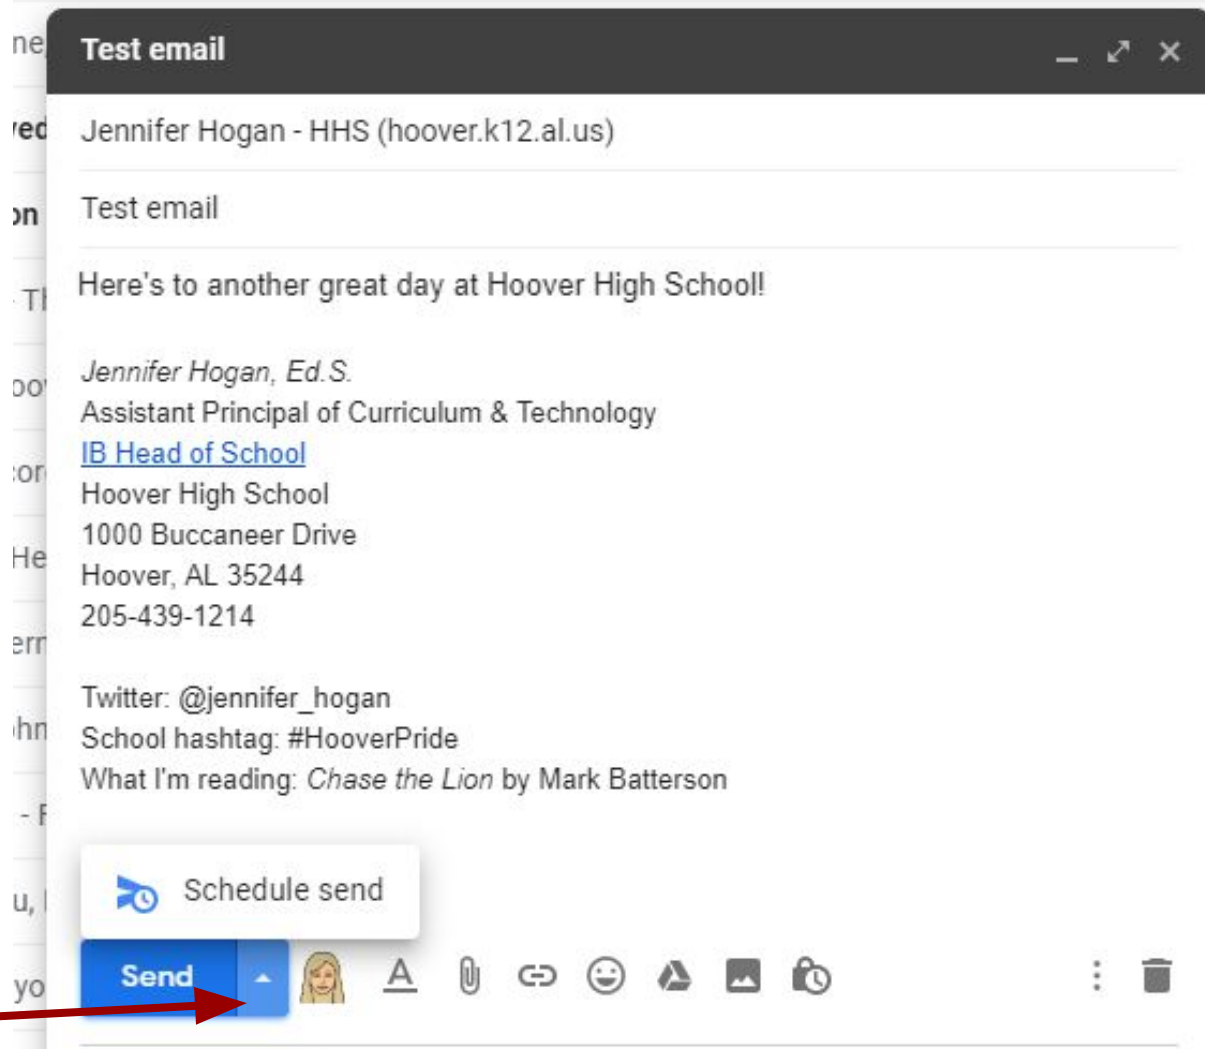 Test email
Jennifer Hogan - HHS (hoover.k12.al.us)
Test email
Here's to another great day at Hoover High School!
Jennifer Hogan, Ed.S.
Assistant Principal of Curriculum & Technology
IB Head of School
Hoover High School
1000 Buccaneer Drive
Hoover, AL 35244
205-439-1214
Twitter: @jennifer_hogan
School hashtag: #HooverPride
What I'm reading: Chase the Lion by Mark Batterson
Schedule send
Send